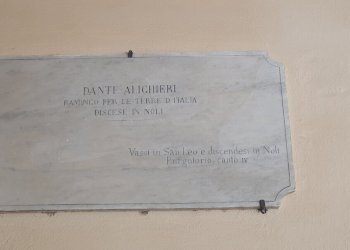 DANTE ALIGHIERI
RAMINGO PER LE TERRE D'ITALIA
DISCESE IN NOLI
Vassi in San Leo e discendesi in Noli
Purgatorio, canto IV